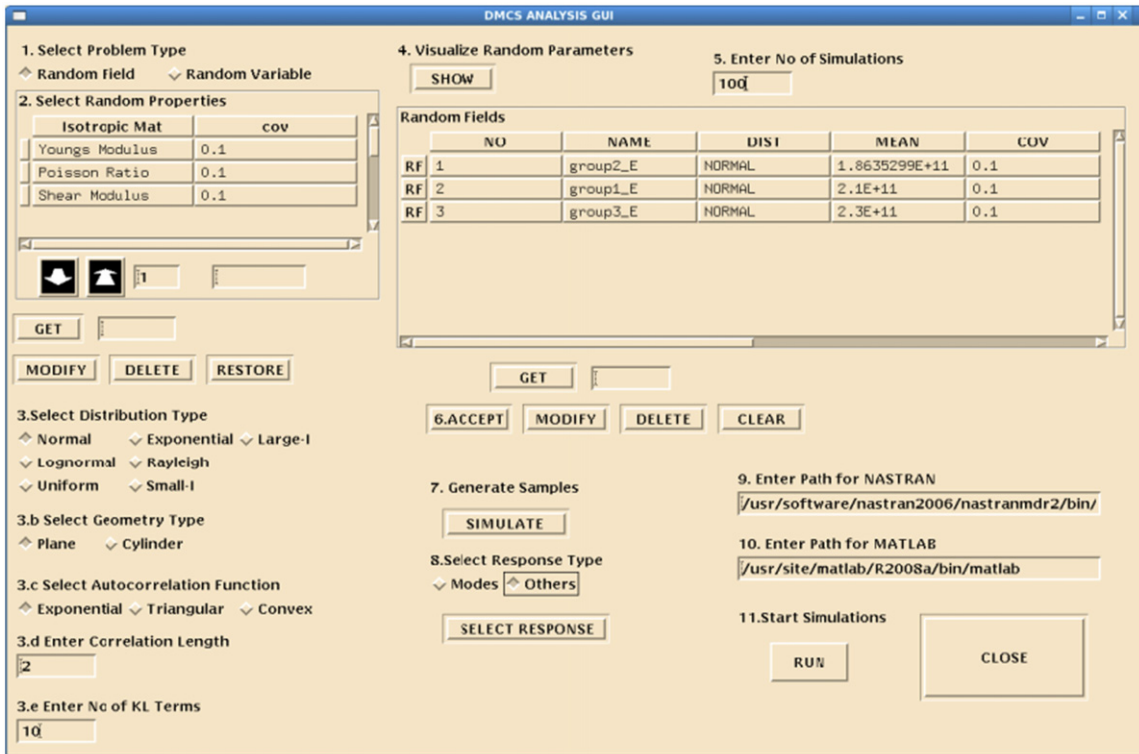 DMCS ANALYSIS GUI
1. Select Problem Type
Random Field Random Variable
2. Select Random Properties
Isotropic Mat cov
Youngs Modulus 0.1
Poisson Ratio 0.1
Shear Modulus 0.1
1
GET
MODIFY DELETE RESTORE
3.Select Distribution Type
Normal Exponential Large-I
Lognormal Rayleigh
Uniform Small-I
3.b Select Geometry Type
Plane Cylinder
3.c Select Autocorrelation Function
Exponential Triangular Convex
3.d Enter Correlation Length
2
3.e Enter No of KL Terms
10
4. Visualize Random Parameters
SHOW
5. Enter No of Simulations
100
Random Fields
NO NAME DIST MEAN COV
RF 1 group2_E NORMAL 1.8635299E+11 0.1
RF 2 group1_E NORMAL 2.1E+11 0.1
RF 3 group3_E NORMAL 2.3E+11 0.1
GET
6.ACCEPT MODIFY DELETE CLEAR
7. Generate Samples
SIMULATE
8.Select Response Type
Modes Others
SELECT RESPONSE
9. Enter Path for NASTRAN
/usr/software/nastran2006/nastranmdr2/bin/
10. Enter Path for MATLAB
/usr/site/matlab/R2008a/bin/matlab
11.Start Simulations
RUN
CLOSE